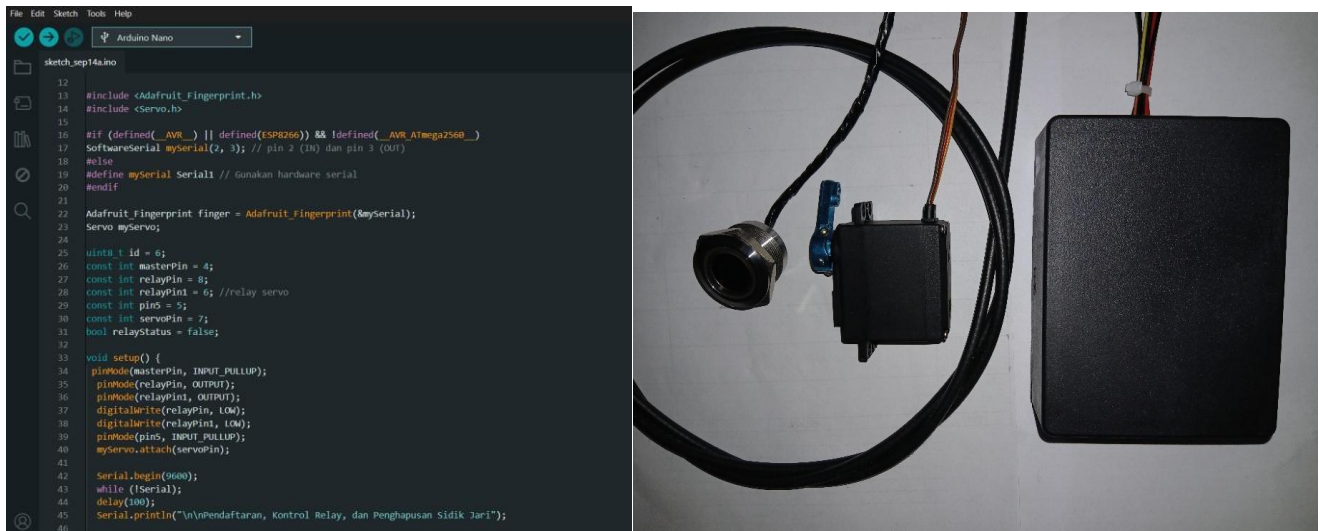 File Edit Sketch Tools Help
Arduino Nano
sketch_sep14a.ino
12
13 #include <Adafruit_Fingerprint.h>
14 #include <Servo.h>
15
16 #if (defined(__AVR__) || defined(ESP8266)) && !defined(__AVR_ATmega2560__)
17 SoftwareSerial mySerial(2, 3); // pin 2 (IN) dan pin 3 (OUT)
18 #else
19 #define mySerial Serial1 // Gunakan hardware serial
20 #endif
21
22 Adafruit_Fingerprint finger = Adafruit_Fingerprint(&mySerial);
23 Servo myServo;
24
25 uint8_t id = 6;
26 const int masterPin = 4;
27 const int relayPin = 8;
28 const int relayPin1 = 6; //relay servo
29 const int pin5 = 5;
30 const int servoPin = 7;
31 bool relayStatus = false;
32
33 void setup() {
34 pinMode(masterPin, INPUT_PULLUP);
35 pinMode(relayPin, OUTPUT);
36 pinMode(relayPin1, OUTPUT);
37 digitalWrite(relayPin, LOW);
38 digitalWrite(relayPin1, LOW);
39 pinMode(pin5, INPUT_PULLUP);
40 myServo.attach(servoPin);
41
42 Serial.begin(9600);
43 while (!Serial);
44 delay(100);
45 Serial.println("\n\nPendaftaran, Kontrol Relay, dan Penghapusan Sidik Jari");
46